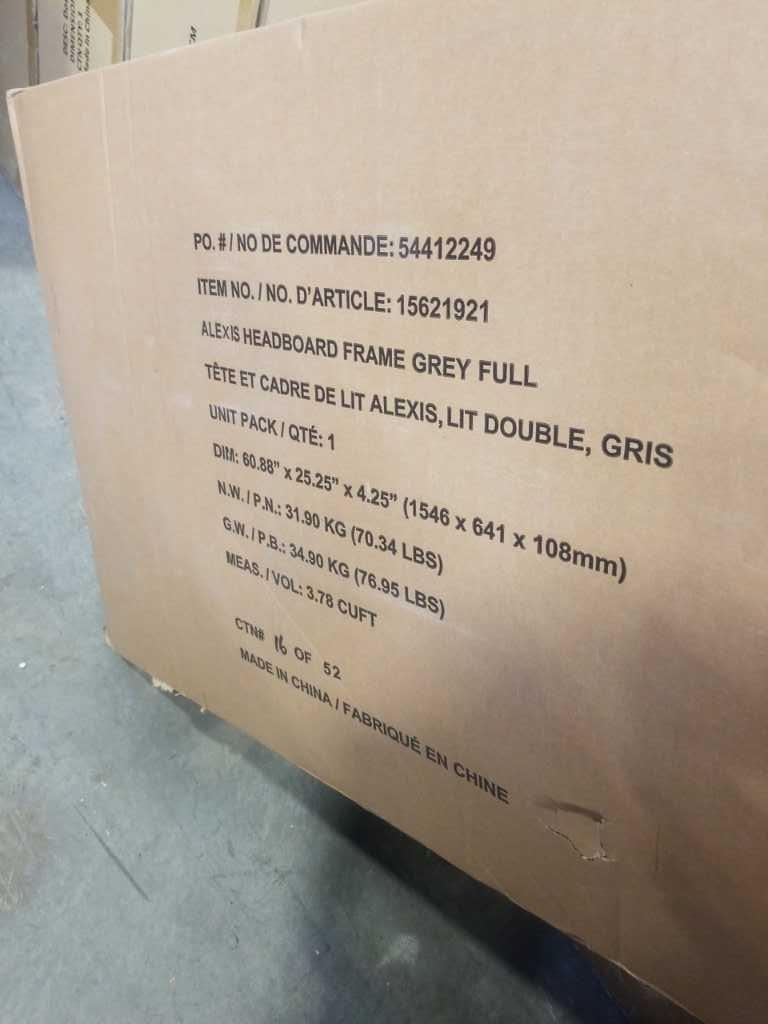 PO. # / NO DE COMMANDE: 54412249
ITEM NO. / NO. D'ARTICLE: 15621921
ALEXIS HEADBOARD FRAME GREY FULL
TÊTE ET CADRE DE LIT ALEXIS, LIT DOUBLE, GRIS
UNIT PACK / QTÉ: 1
DIM: 60.88” x 25.25” x 4.25” (1546 x 641 x 108mm)
N.W. / P.N.: 31.90 KG (70.34 LBS)
G.W. / P.B.: 34.90 KG (76.95 LBS)
MEAS. / VOL: 3.78 CUFT
CTN# 16 OF 52
MADE IN CHINA / FABRIQUÉ EN CHINE